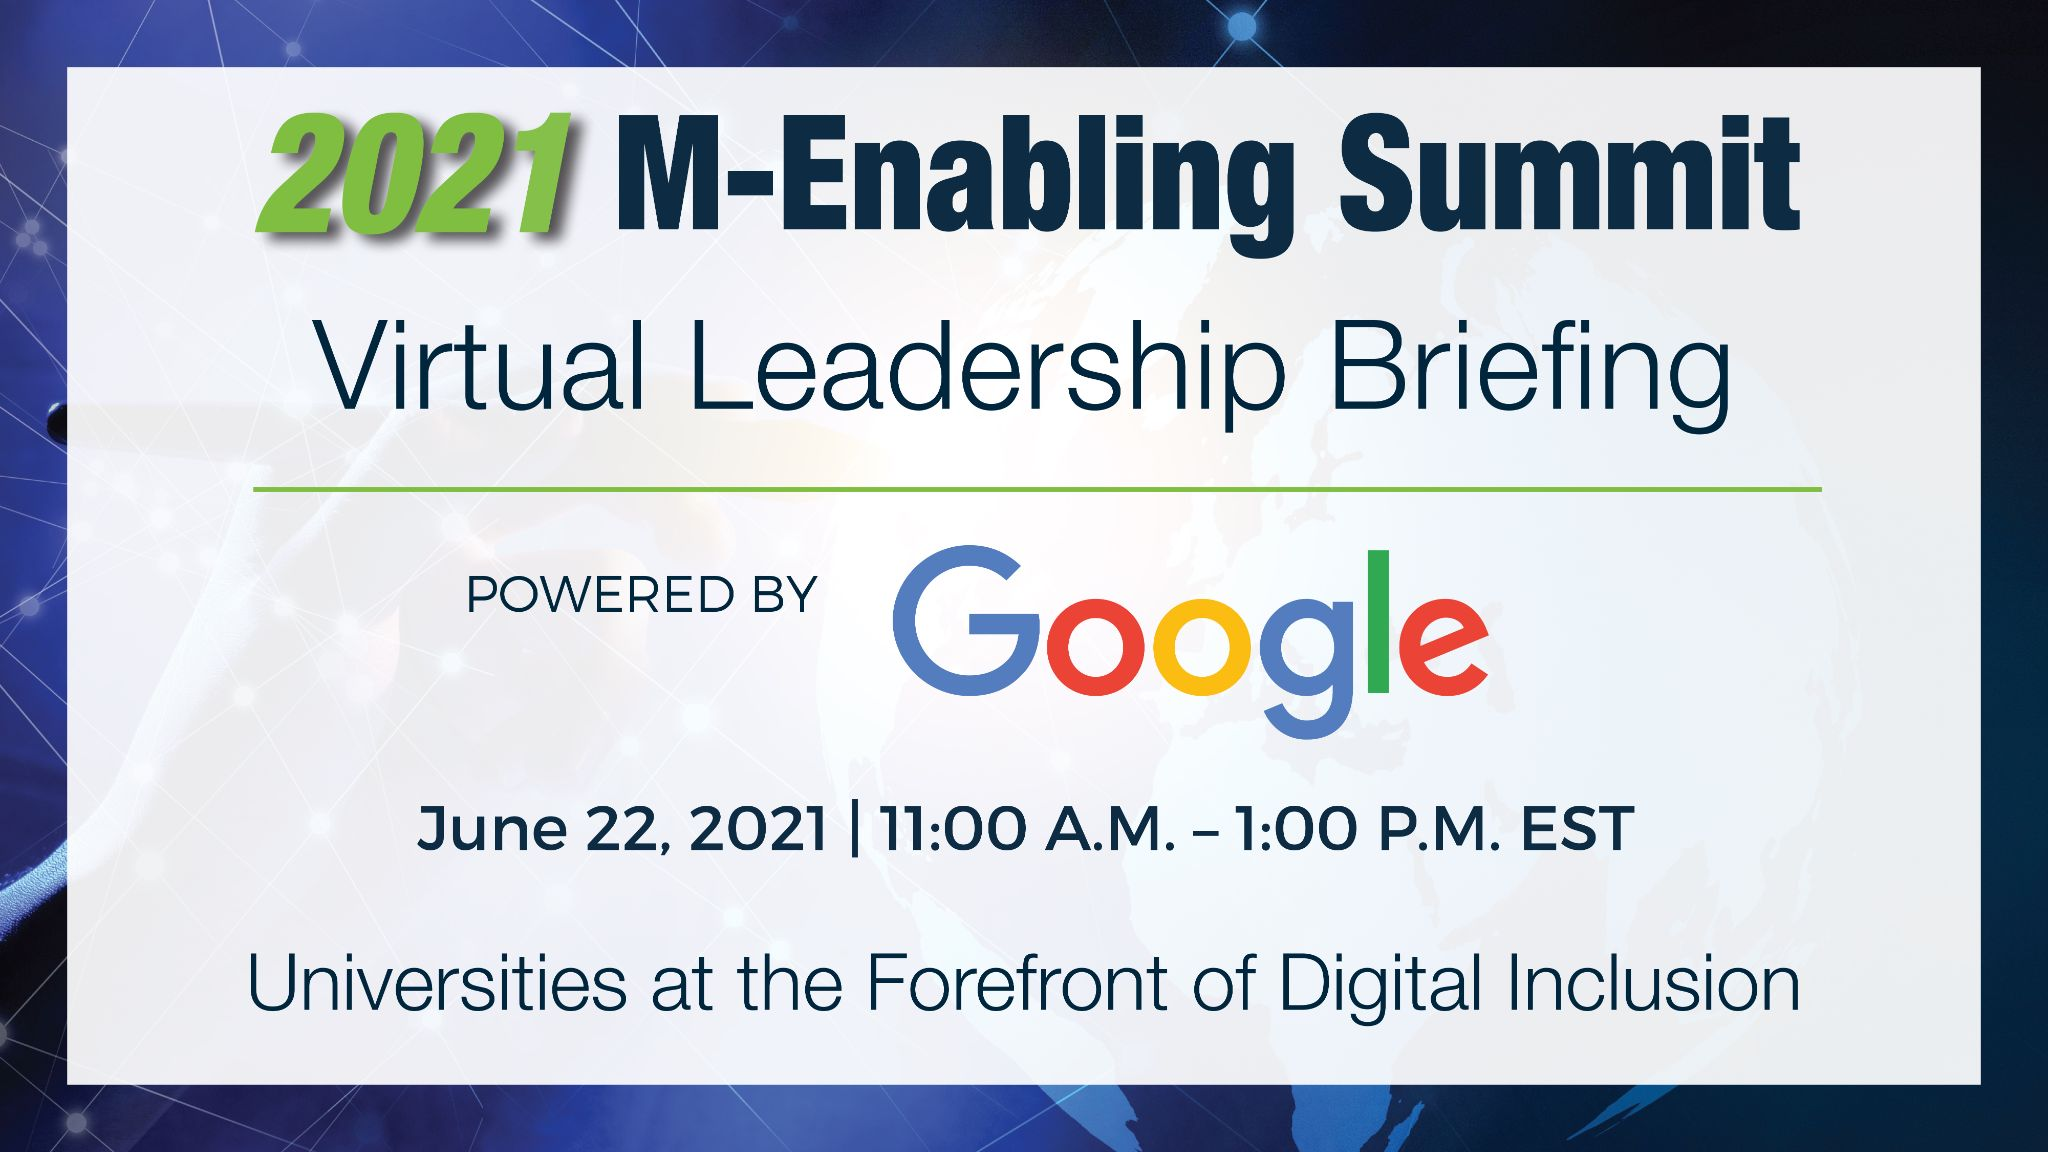 2021 M-Enabling Summit
Virtual Leadership Briefing
POWERED BY Google
June 22, 2021 | 11:00 A.M. – 1:00 P.M. EST
Universities at the Forefront of Digital Inclusion